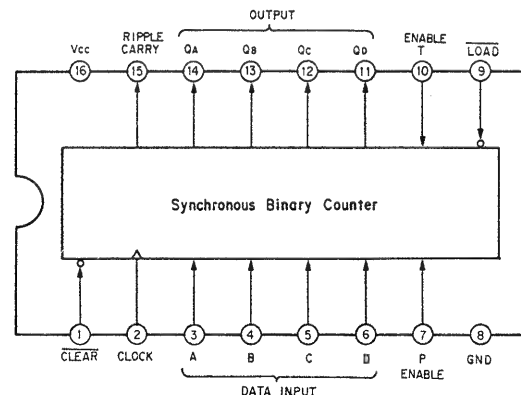 OUTPUT
Vcc RIPPLE CARRY QA QB QC QD ENABLE T LOAD
16 15 14 13 12 11 10 9
Synchronous Binary Counter
1 2 3 4 5 6 7 8
CLEAR CLOCK A B C D P ENABLE GND
DATA INPUT